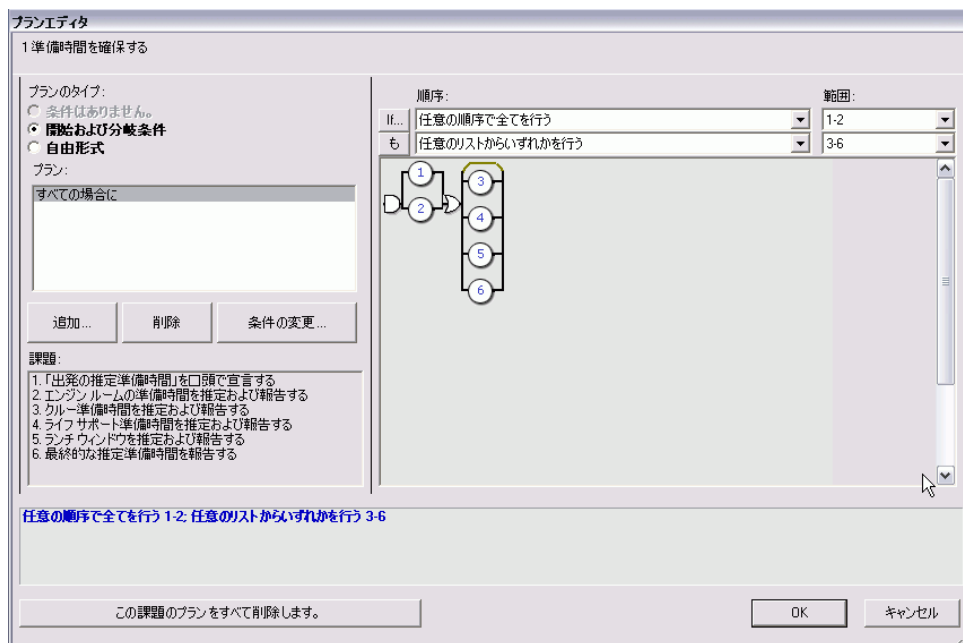 プランエディタ
1 準備時間を確保する
プランのタイプ:
条件はありません。
開始および分岐条件
自由形式
プラン:
すべての場合に
追加...
削除
条件の変更...
課題:
1.「出発の推定準備時間」を口頭で宣言する
2. エンジン ルームの準備時間を推定および報告する
3. クルー準備時間を推定および報告する
4. ライフ サポート準備時間を推定および報告する
5. ランチ ウィンドウを推定および報告する
6. 最終的な推定準備時間を報告する
順序:
範囲:
If...
任意の順序で全てを行う
1-2
も
任意のリストからいずれかを行う
3-6
1
2
3
4
5
6
任意の順序で全てを行う 1-2; 任意のリストからいずれかを行う 3-6
この課題のプランをすべて削除します。
OK
キャンセル